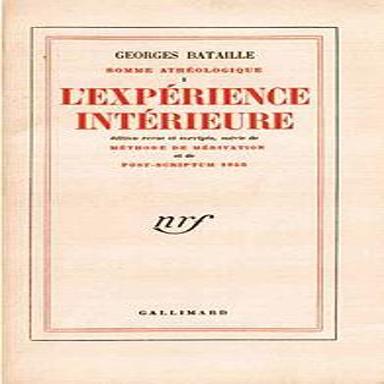 GEORGES BATAILLE
SOMME ATHÉOLOGIQUE
I
L'EXPÉRIENCE
INTÉRIEURE
édition revue et corrigée, suivie de
MÉTHODE DE MÉDITATION
et de
POST-SCRIPTUM 1953
nrf
GALLIMARD